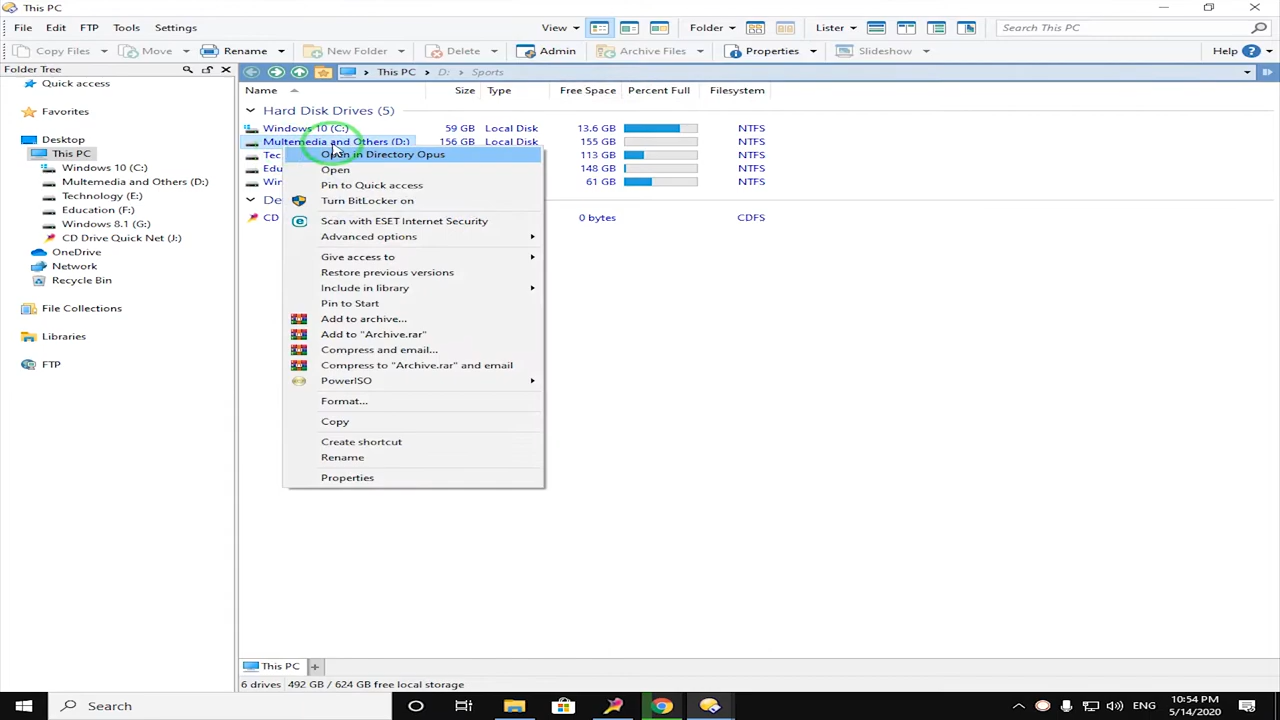 This PC
File Edit FTP Tools Settings View Folder Lister Search This PC
Copy Files Move Rename New Folder Delete Admin Archive Files Properties Slideshow Help
Folder Tree This PC D: Sports
Quick access
Favorites
Desktop
This PC
Windows 10 (C:)
Multemedia and Others (D:)
Technology (E:)
Education (F:)
Windows 8.1 (G:)
CD Drive Quick Net (J:)
OneDrive
Network
Recycle Bin
File Collections
Libraries
FTP
Name Size Type Free Space Percent Full Filesystem
Hard Disk Drives (5)
Windows 10 (C:) 59 GB Local Disk 13.6 GB NTFS
Multemedia and Others (D:) 156 GB Local Disk 155 GB NTFS
Tec 113 GB NTFS
Edu 148 GB NTFS
Win 61 GB NTFS
De
CD 0 bytes CDFS
Open in Directory Opus
Open
Pin to Quick access
Turn BitLocker on
Scan with ESET Internet Security
Advanced options
Give access to
Restore previous versions
Include in library
Pin to Start
Add to archive...
Add to "Archive.rar"
Compress and email...
Compress to "Archive.rar" and email
PowerISO
Format...
Copy
Create shortcut
Rename
Properties
This PC
6 drives 492 GB / 624 GB free local storage
Search ENG 10:54 PM
5/14/2020